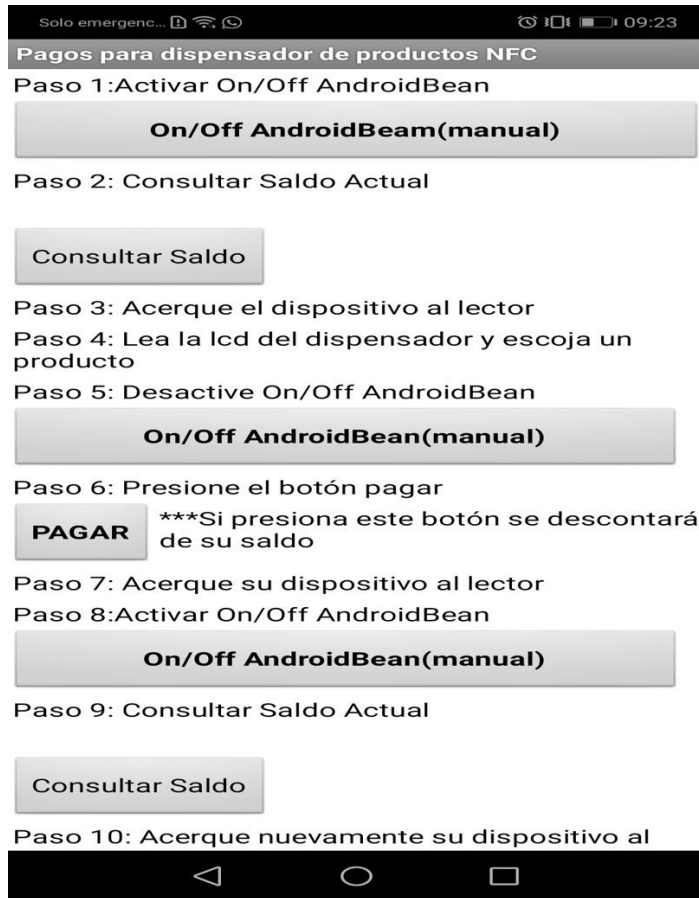 Solo emergenc... 09:23
Pagos para dispensador de productos NFC
Paso 1:Activar On/Off AndroidBean
On/Off AndroidBeam(manual)
Paso 2: Consultar Saldo Actual
Consultar Saldo
Paso 3: Acerque el dispositivo al lector
Paso 4: Lea la lcd del dispensador y escoja un
producto
Paso 5: Desactive On/Off AndroidBean
On/Off AndroidBean(manual)
Paso 6: Presione el botón pagar
PAGAR ***Si presiona este botón se descontará
de su saldo
Paso 7: Acerque su dispositivo al lector
Paso 8:Activar On/Off AndroidBean
On/Off AndroidBean(manual)
Paso 9: Consultar Saldo Actual
Consultar Saldo
Paso 10: Acerque nuevamente su dispositivo al